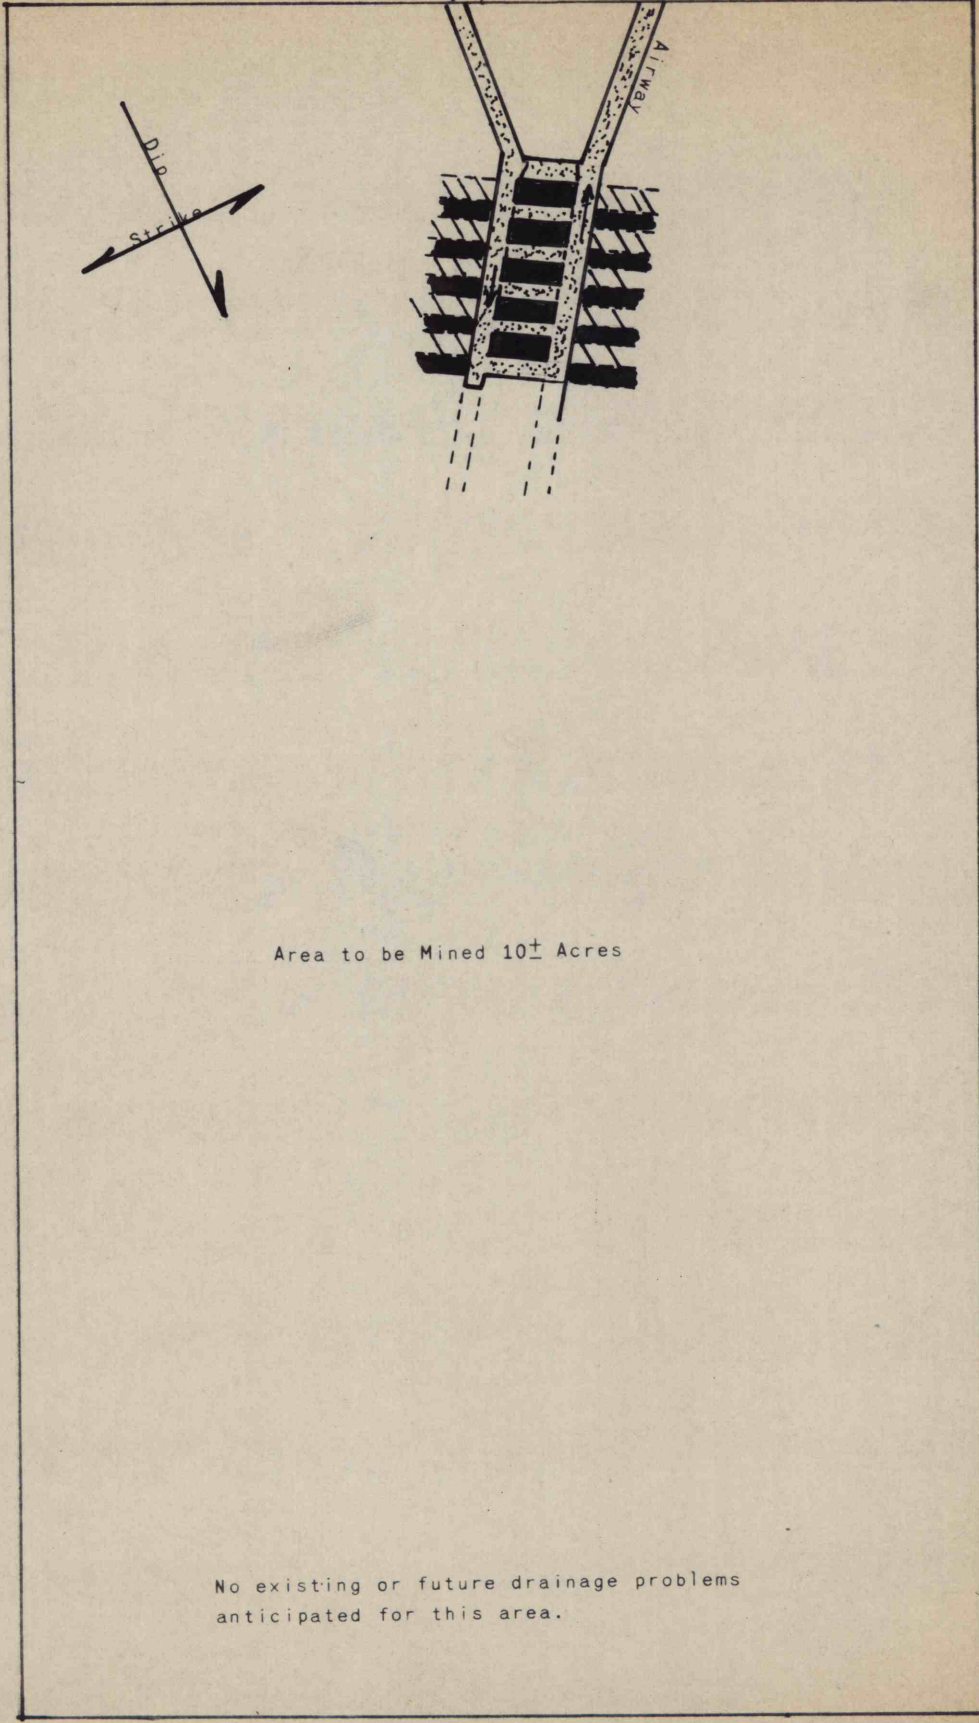 Airway
Dip
Strike
Area to be Mined 10± Acres
No existing or future drainage problems
anticipated for this area.